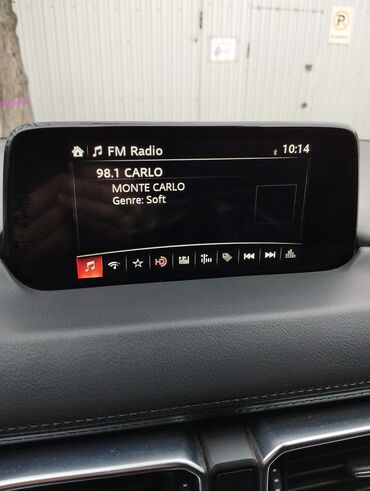 FM Radio
10:14
98.1 CARLO
MONTE CARLO
Genre: Soft